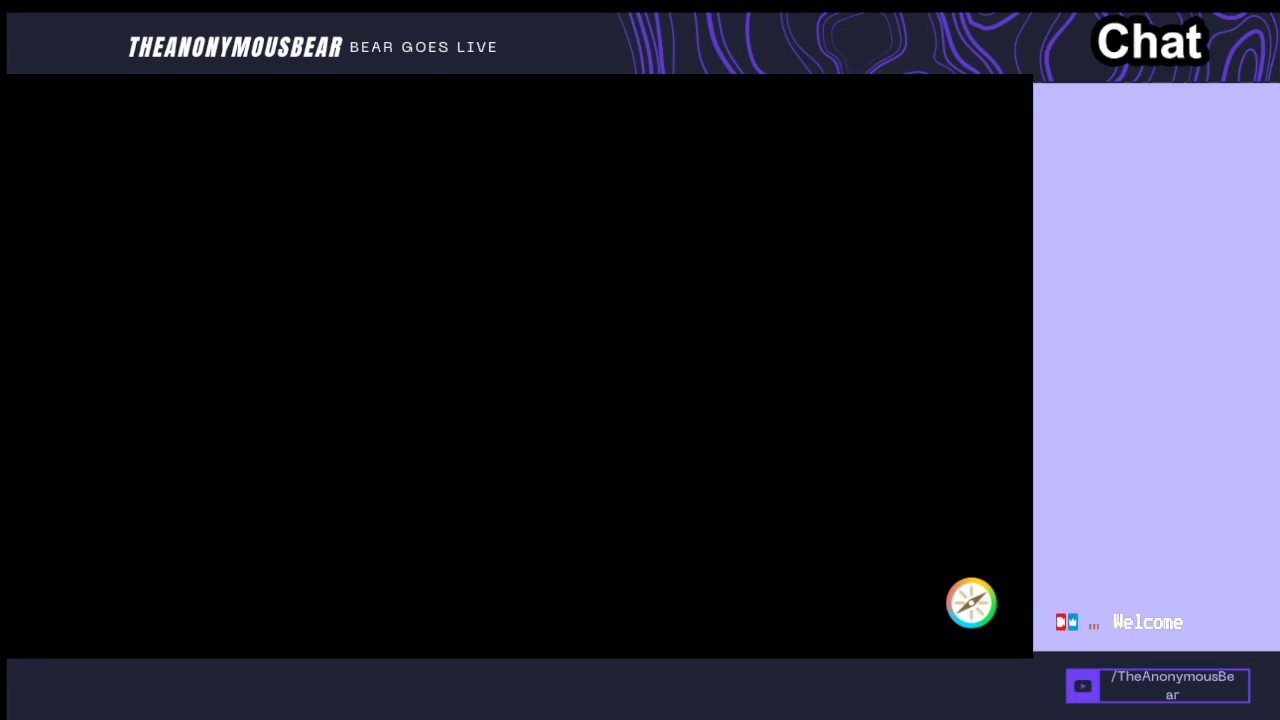 THEANONYMOUSBEAR BEAR GOES LIVE
Chat
... Welcome
/TheAnonymousBe
ar